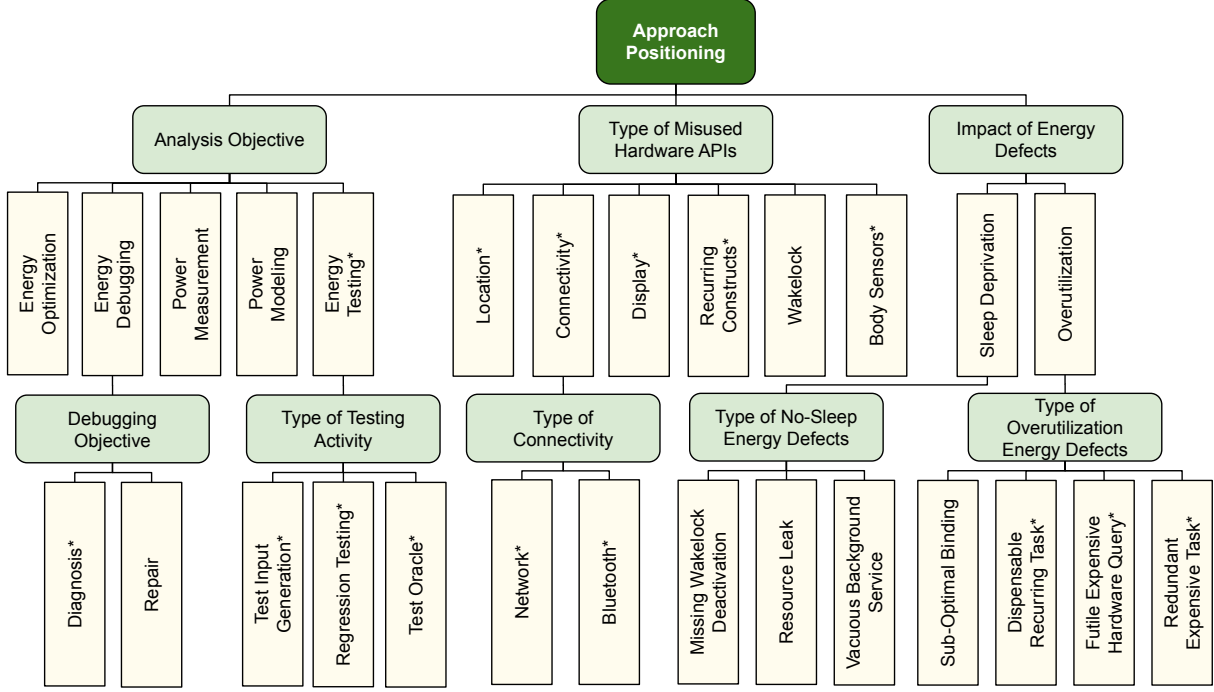 Approach
Positioning
Analysis Objective
Type of Misused
Hardware APIs
Impact of Energy
Defects
Energy
Optimization
Energy
Debugging
Power
Measurement
Power
Modeling
Energy
Testing*
Location*
Connectivity*
Display*
Recurring
Constructs*
Wakelock
Body Sensors*
Sleep Deprivation
Overutilization
Debugging
Objective
Type of Testing
Activity
Type of
Connectivity
Type of No-Sleep
Energy Defects
Type of
Overutilization
Energy Defects
Diagnosis*
Repair
Test Input
Generation*
Regression Testing*
Test Oracle*
Network*
Bluetooth*
Missing Wakelock
Deactivation
Resource Leak
Vacuous Background
Service
Sub-Optimal Binding
Dispensable
Recurring Task*
Futile Expensive
Hardware Query*
Redundant
Expensive Task*